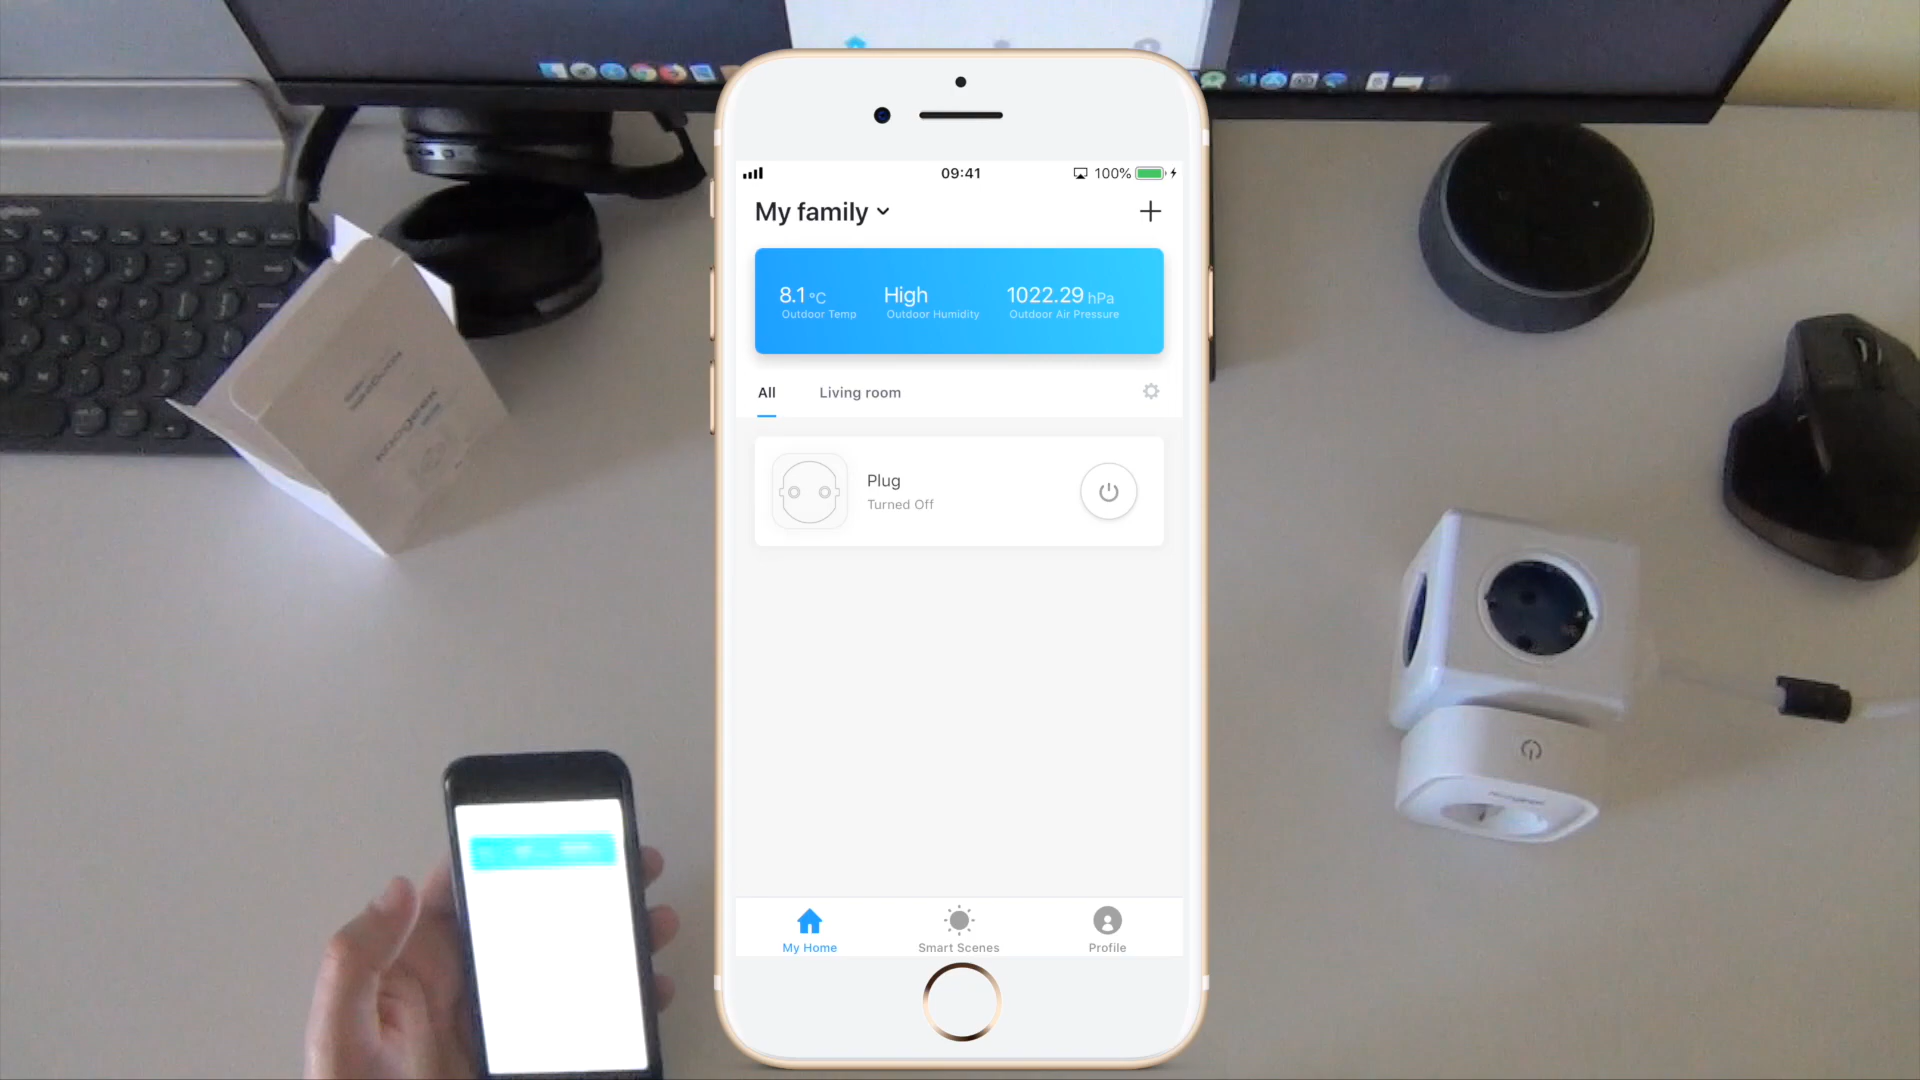 09:41
100%
My family
8.1 °C
High
1022.29 hPa
Outdoor Temp
Outdoor Humidity
Outdoor Air Pressure
All
Living room
Plug
Turned Off
My Home
Smart Scenes
Profile